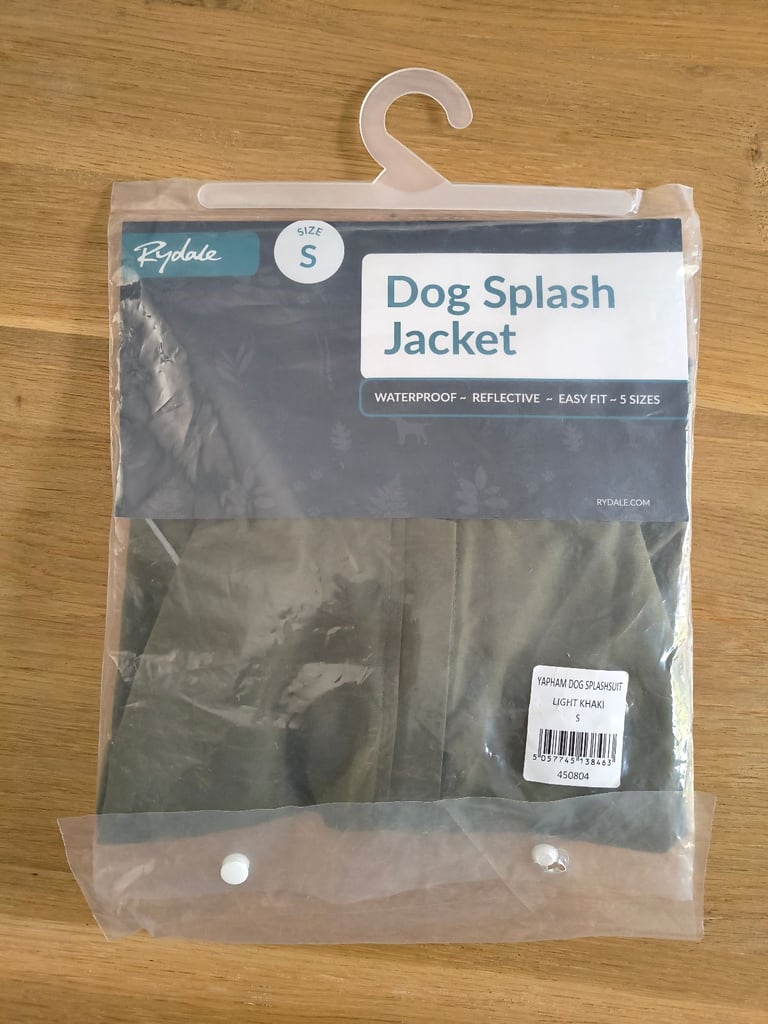 Rydale
SIZE
S
Dog Splash
Jacket
WATERPROOF ~ REFLECTIVE ~ EASY FIT ~ 5 SIZES
RYDALE.COM
YAPHAM DOG SPLASHSUIT
LIGHT KHAKI
S
5 057745 138463
450804